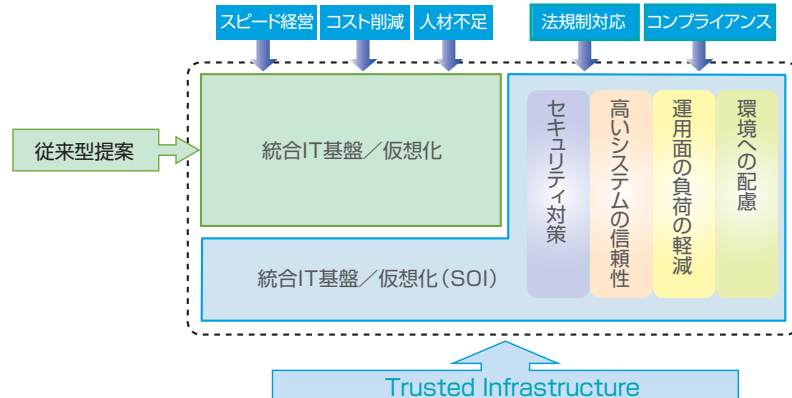 スピード経営
コスト削減
人材不足
法規制対応
コンプライアンス
従来型提案
統合IT基盤／仮想化
セキュリティ対策
高いシステムの信頼性
運用面の負荷の軽減
環境への配慮
統合IT基盤／仮想化（SOI）
Trusted Infrastructure